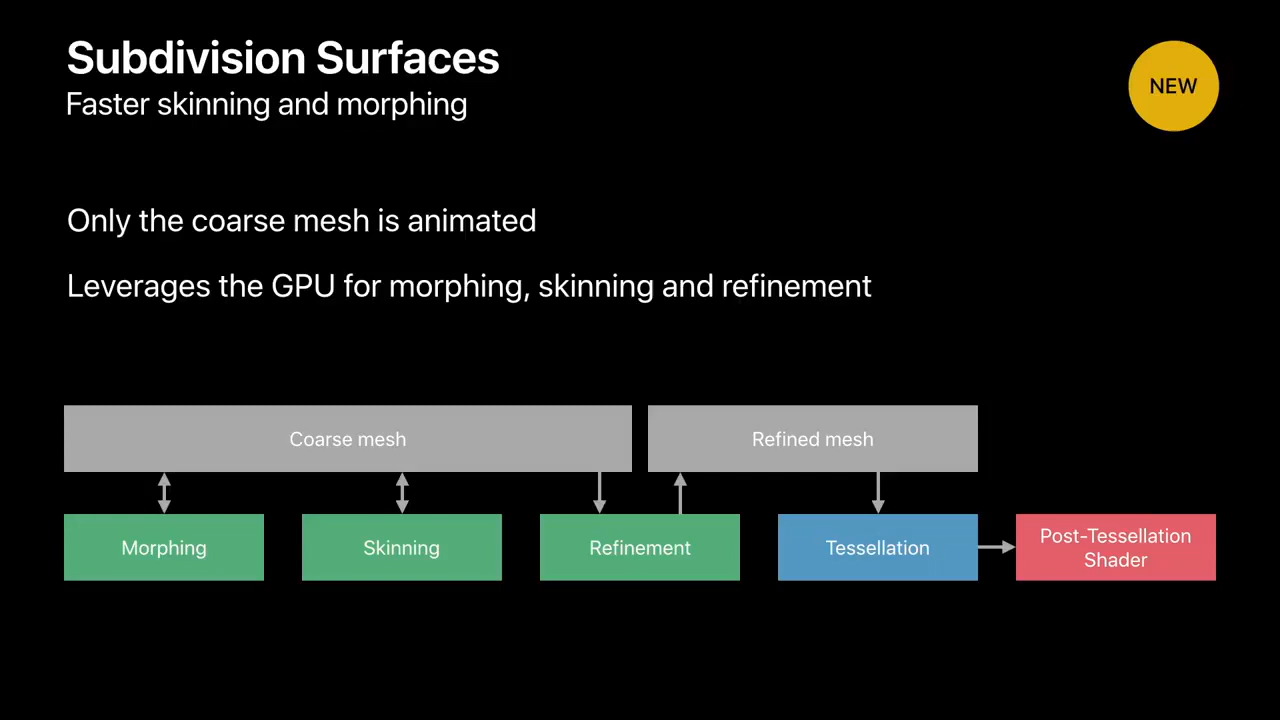 Subdivision Surfaces
Faster skinning and morphing
NEW
Only the coarse mesh is animated
Leverages the GPU for morphing, skinning and refinement
Coarse mesh
Refined mesh
Morphing
Skinning
Refinement
Tessellation
Post-Tessellation
Shader